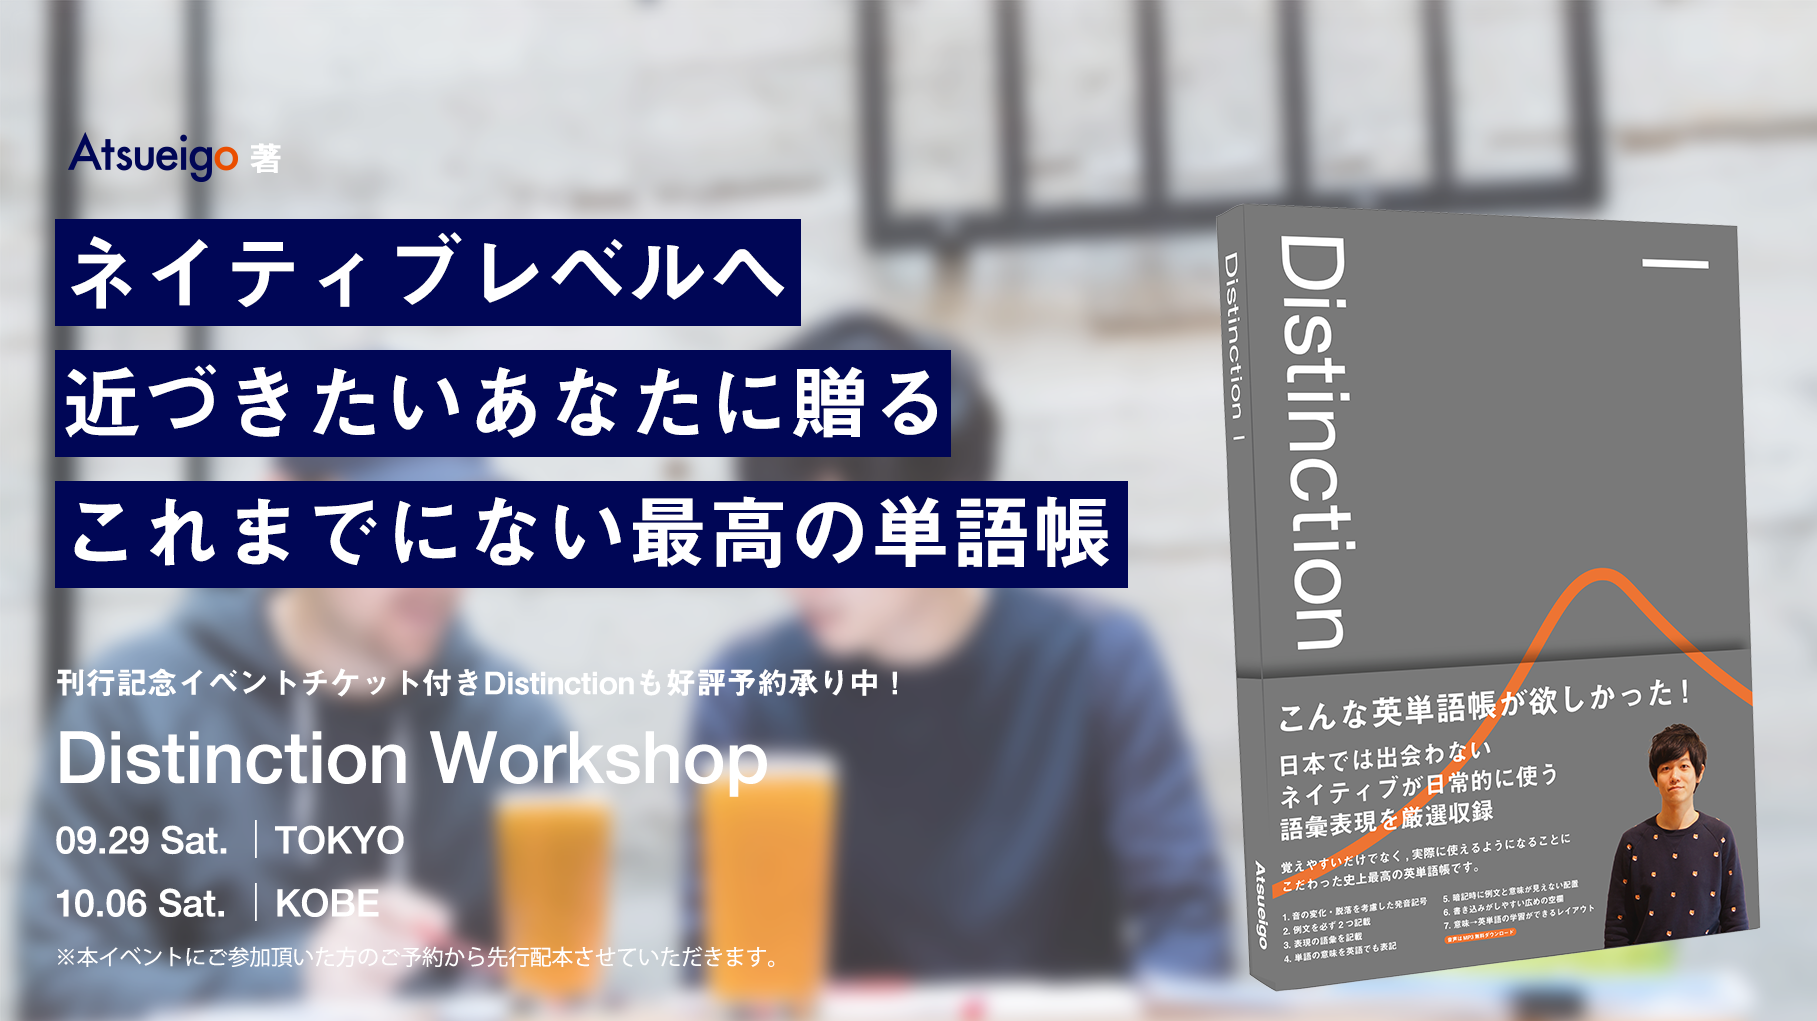 Atsueigo 著
ネイティブレベルへ
近づきたいあなたに贈る
これまでにない最高の単語帳
刊行記念イベントチケット付きDistinctionも好評予約承り中！
Distinction Workshop
09.29 Sat. | TOKYO
10.06 Sat. | KOBE
※本イベントにご参加頂いた方のご予約から先行配本させていただきます。
Distinction I
Atsueigo
Distinction I
こんな英単語帳が欲しかった！
日本では出会わない
ネイティブが日常的に使う
語彙表現を厳選収録
覚えやすいだけでなく,実際に使えるようになることに
こだわった史上最高の英単語帳です。
1. 音の変化・脱落を考慮した発音記号
2. 例文を必ず２つ記載
3. 表現の語彙を記載
4. 単語の意味を英語でも表記
5. 暗記時に例文と意味が見えない配置
6. 書き込みがしやすい広めの空欄
7. 意味→英単語の学習ができるレイアウト
音声はMP3無料ダウンロード